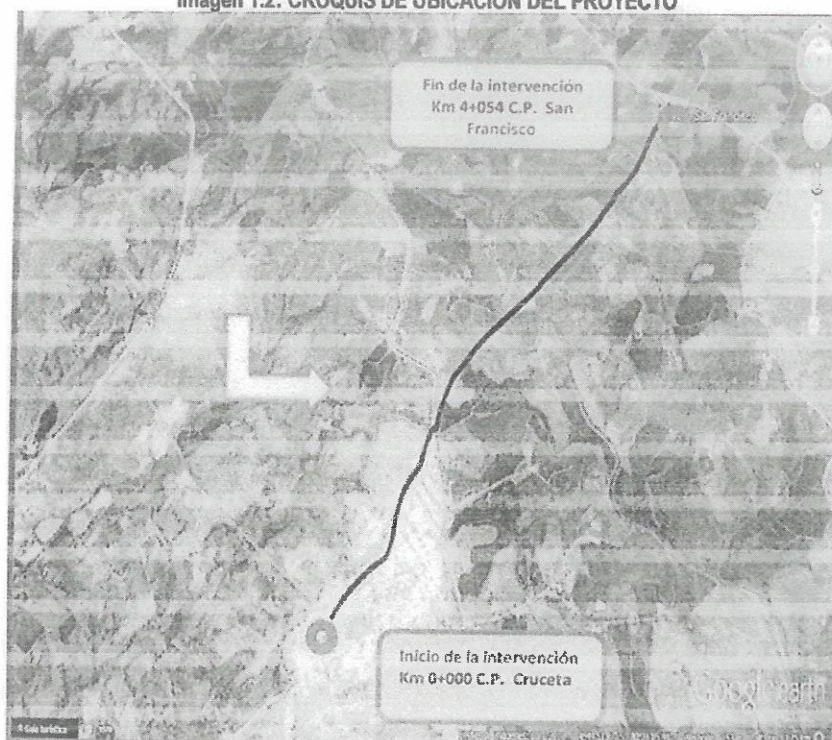 Imagen 1.2. CROQUIS DE UBICACIÓN DEL PROYECTO
Fin de la intervención
Km 4+054 C.P. San
Francisco
Inicio de la intervención
Km 0+000 C.P. Cruceta
Google earth